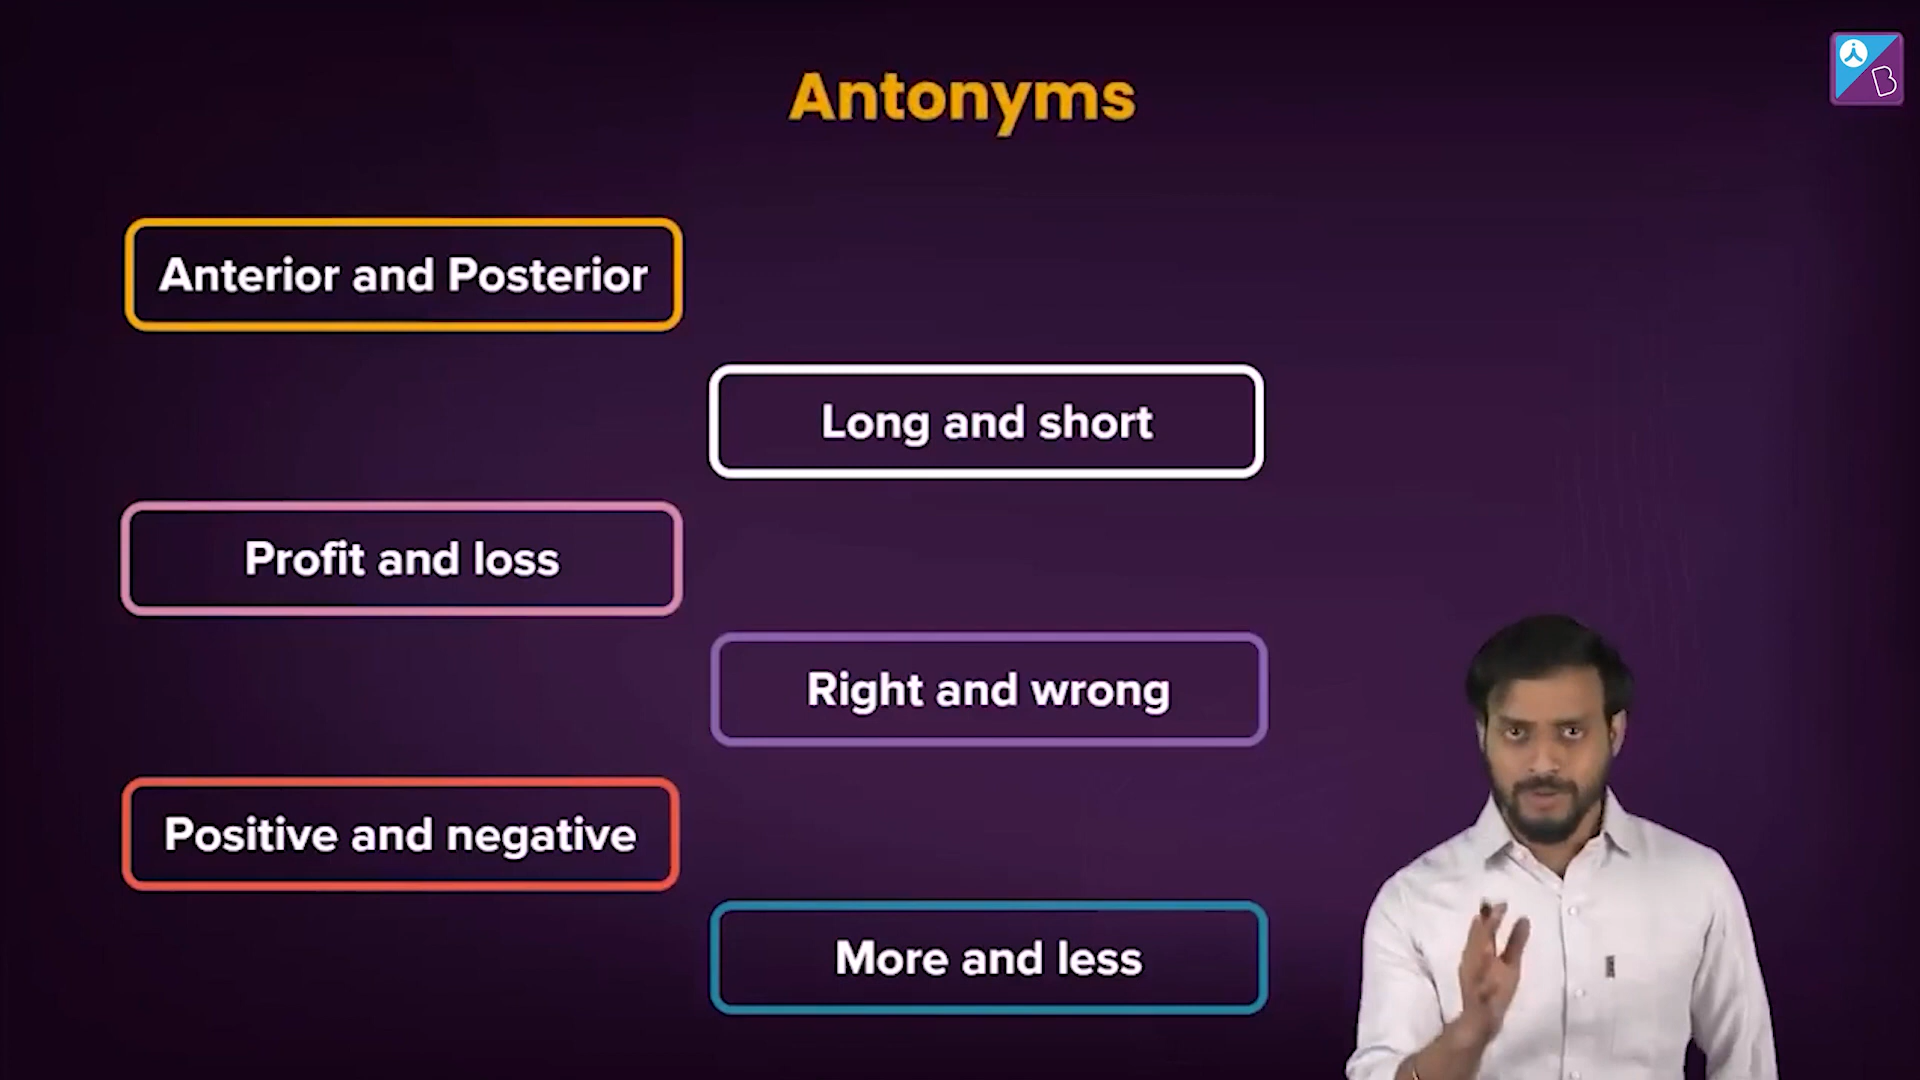 Antonyms
Anterior and Posterior
Long and short
Profit and loss
Right and wrong
Positive and negative
More and less
B